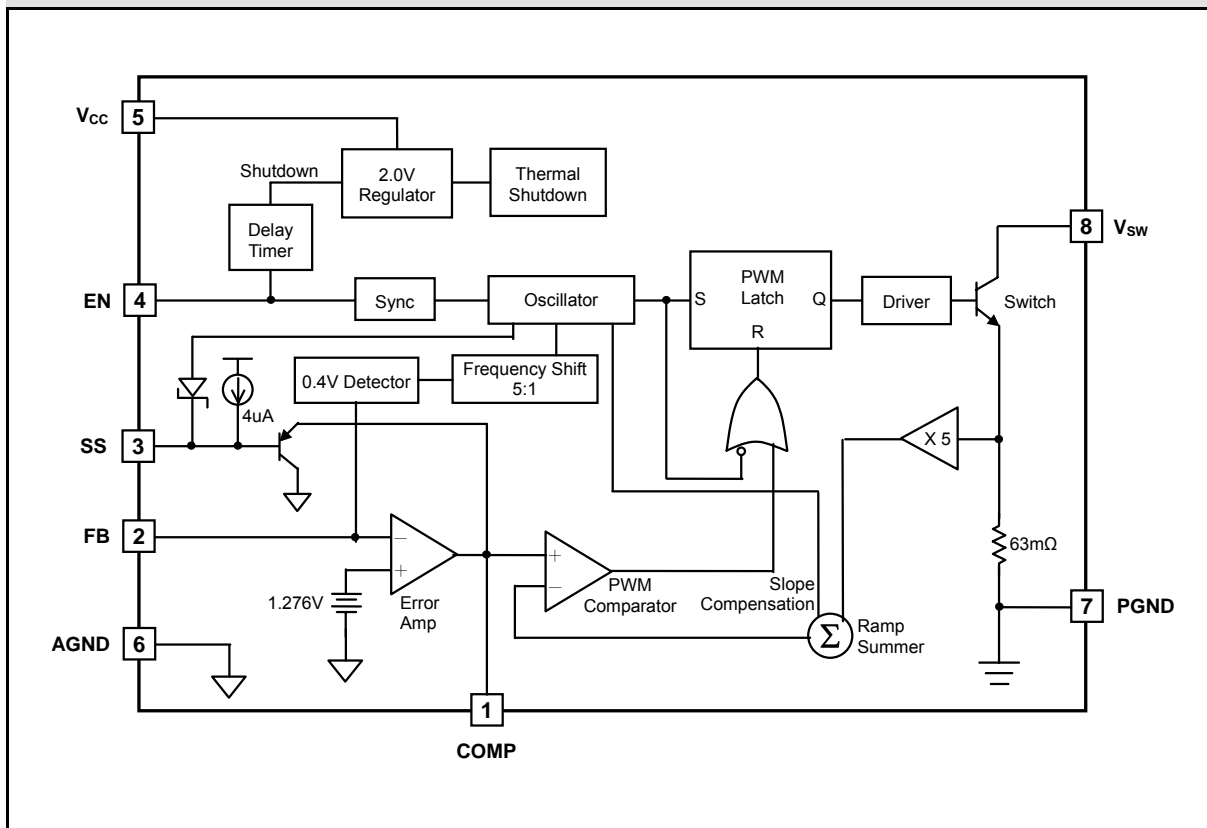 VCC
5
Shutdown
2.0V
Regulator
Thermal
Shutdown
Delay
Timer
8
VSW
EN
4
Sync
Oscillator
S
PWM
Latch
Q
R
Driver
Switch
0.4V Detector
Frequency Shift
5:1
4uA
SS
3
X 5
FB
2
−
+
1.276V
Error
Amp
+
−
PWM
Comparator
63mΩ
Slope
Compensation
Σ
Ramp
Summer
7
PGND
AGND
6
1
COMP